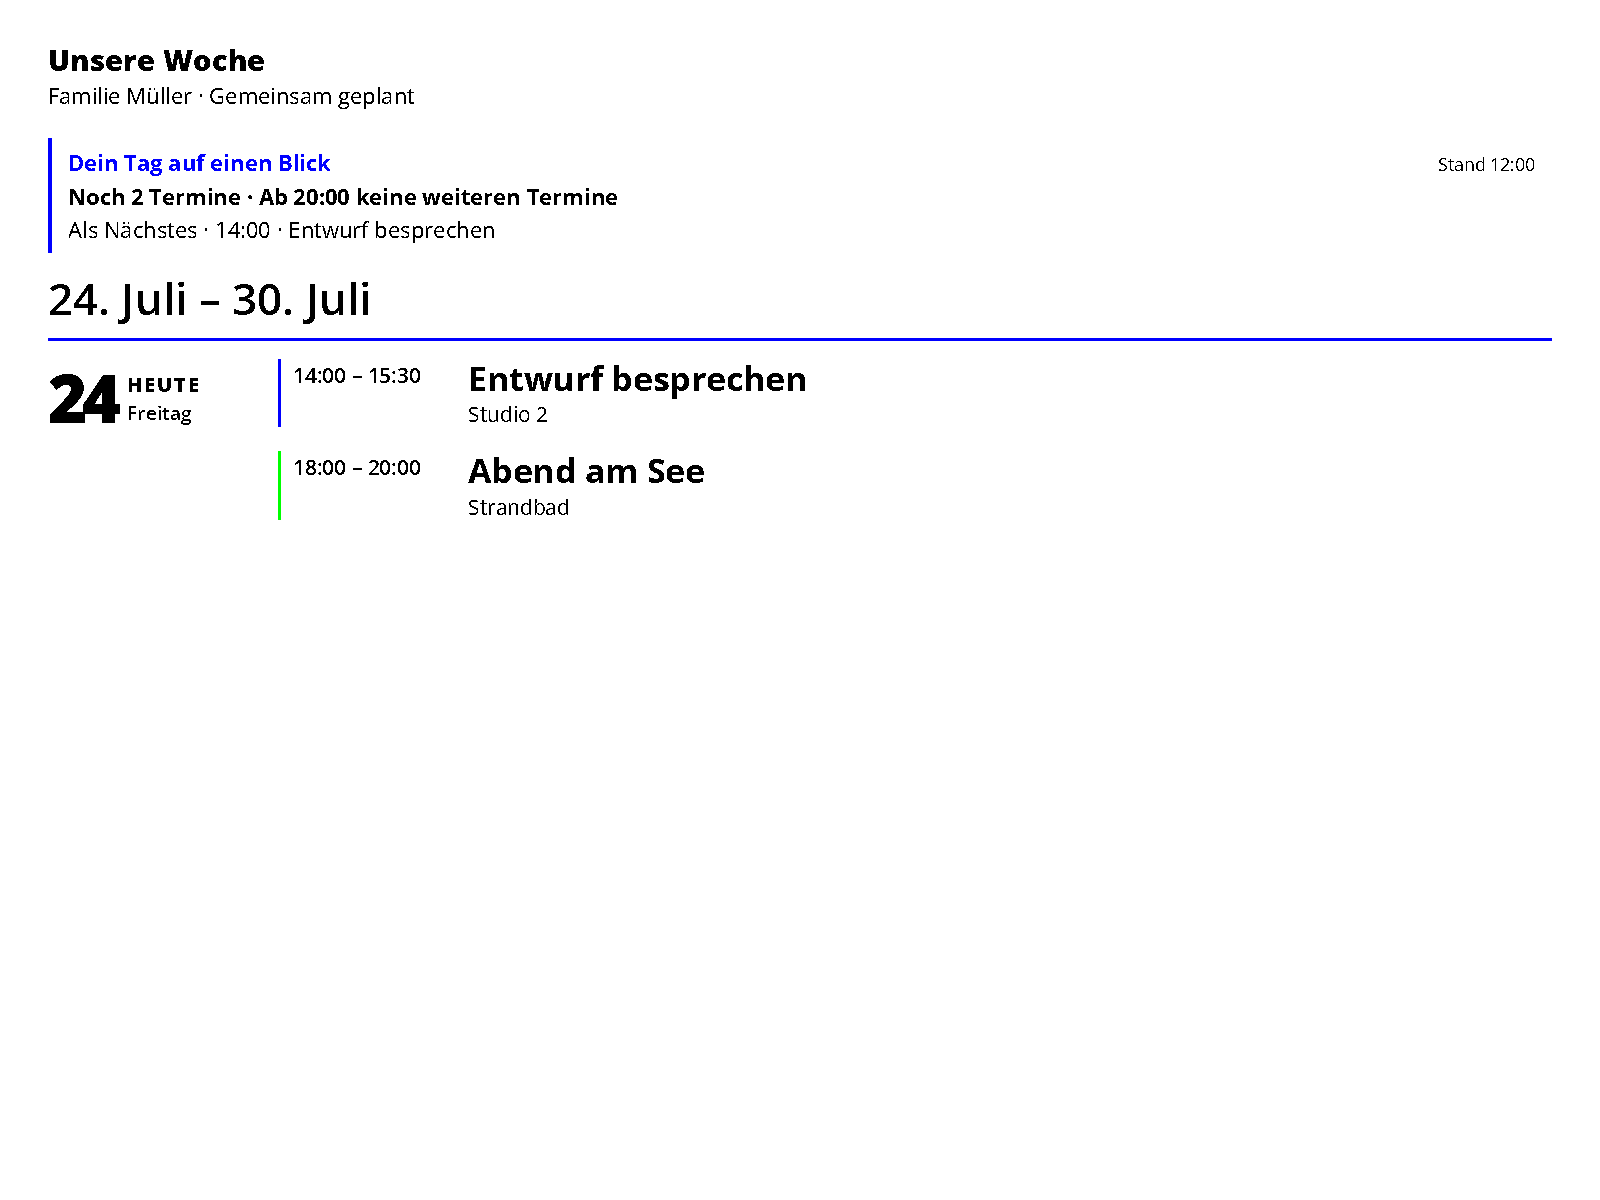 Unsere Woche
Familie Müller · Gemeinsam geplant
Dein Tag auf einen Blick
Stand 12:00
Noch 2 Termine · Ab 20:00 keine weiteren Termine
Als Nächstes · 14:00 · Entwurf besprechen
24. Juli – 30. Juli
24 HEUTE
Freitag
14:00 – 15:30
Entwurf besprechen
Studio 2
18:00 – 20:00
Abend am See
Strandbad